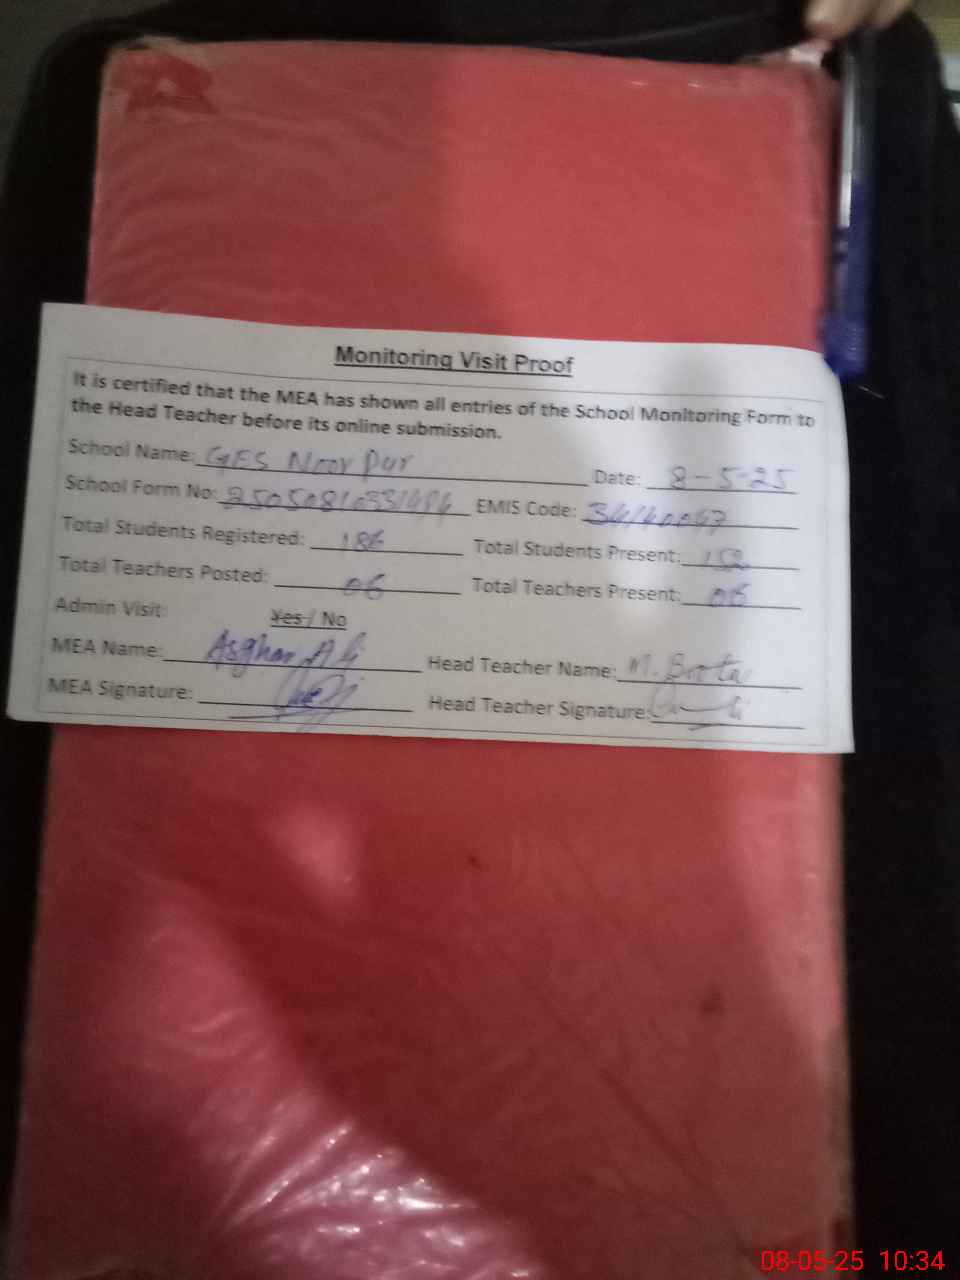 Monitoring Visit Proof
It is certified that the MEA has shown all entries of the School Monitoring Form to
the Head Teacher before its online submission.
School Name: GES Noor Pur Date: 8-5-25
School Form No: EMIS Code:
Total Students Registered: 186 Total Students Present: 152
Total Teachers Posted: 06 Total Teachers Present: 06
Admin Visit: Yes / No
MEA Name: Asghar Ali Head Teacher Name: M. Boota
MEA Signature: Head Teacher Signature:
08-05-25 10:34